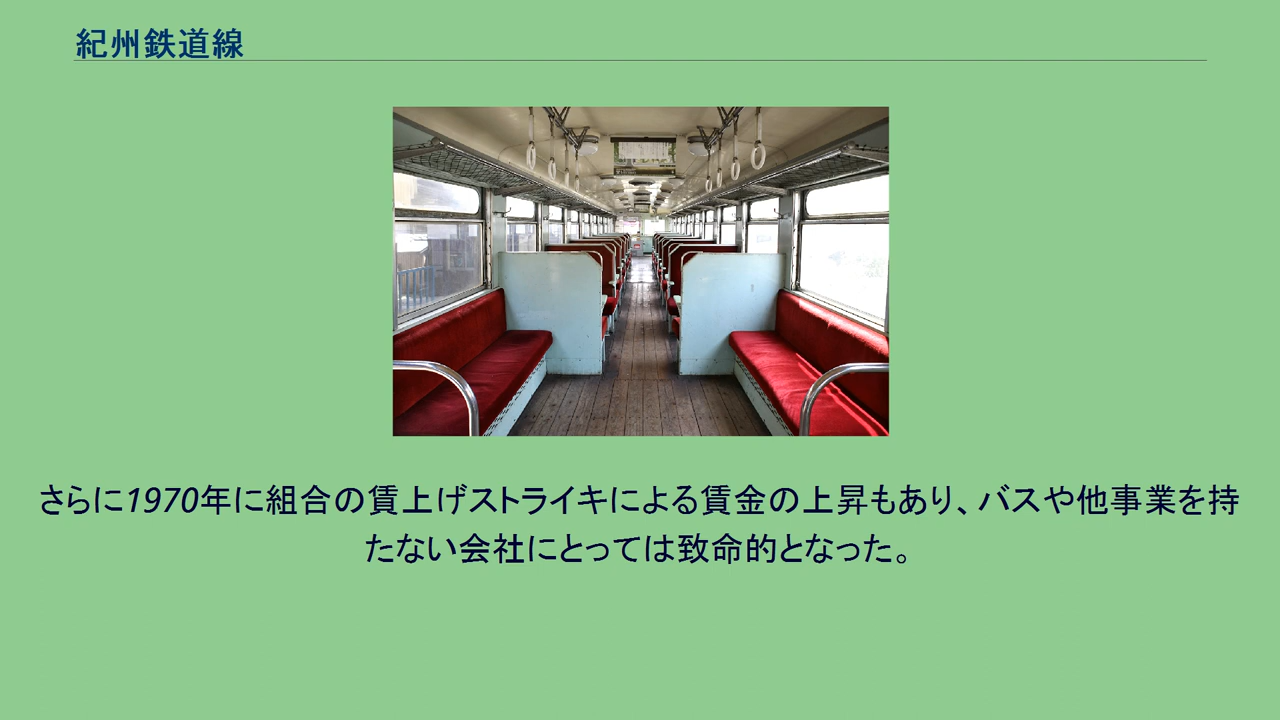 紀州鉄道線
さらに1970年に組合の賃上げストライキによる賃金の上昇もあり、バスや他事業を持
たない会社にとっては致命的となった。